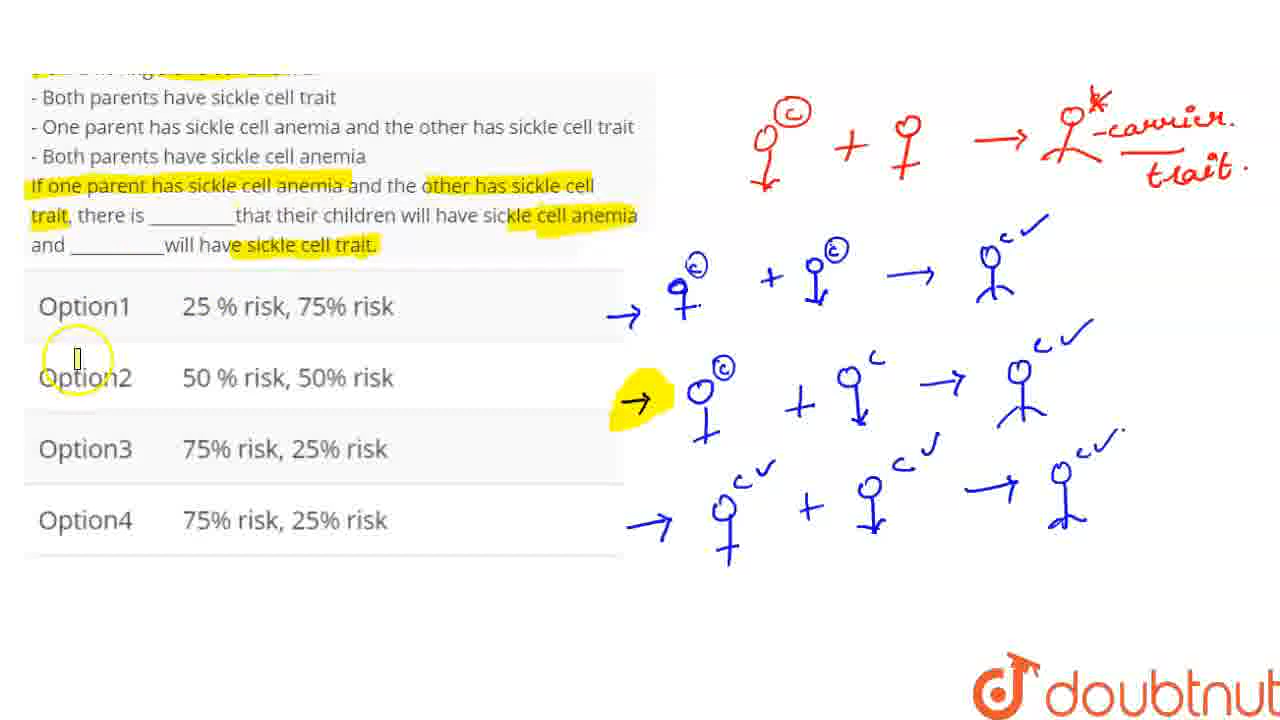 - Both parents have sickle cell trait
- One parent has sickle cell anemia and the other has sickle cell trait
- Both parents have sickle cell anemia
If one parent has sickle cell anemia and the other has sickle cell
trait, there is __________that their children will have sickle cell anemia
and ___________will have sickle cell trait.
Option1 25 % risk, 75% risk
Option2 50 % risk, 50% risk
Option3 75% risk, 25% risk
Option4 75% risk, 25% risk
c + → -carrier.
trait.
→ c + c → c ✓
→ c + c → c ✓
→ c ✓ + c ✓ → c ✓
doubtnut